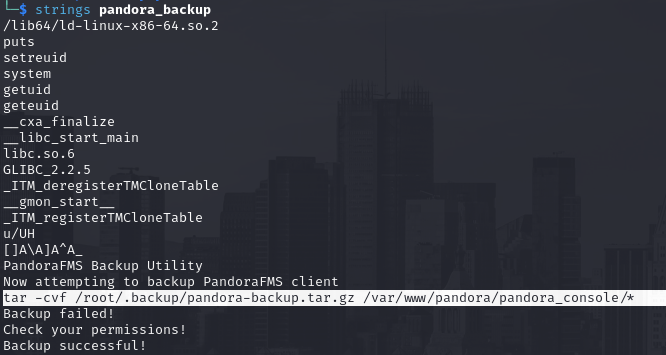 └─$ strings pandora_backup
/lib64/ld-linux-x86-64.so.2
puts
setreuid
system
getuid
geteuid
__cxa_finalize
__libc_start_main
libc.so.6
GLIBC_2.2.5
_ITM_deregisterTMCloneTable
__gmon_start__
_ITM_registerTMCloneTable
u/UH
[]A\A]A^A_
PandoraFMS Backup Utility
Now attempting to backup PandoraFMS client
tar -cvf /root/.backup/pandora-backup.tar.gz /var/www/pandora/pandora_console/*
Backup failed!
Check your permissions!
Backup successful!